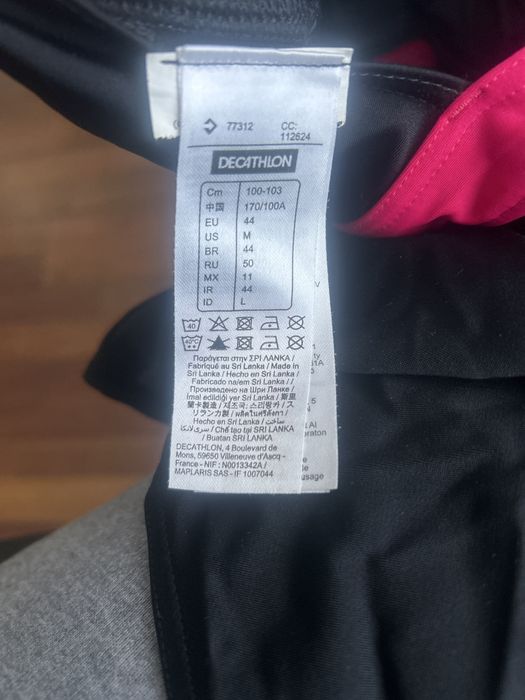 77312 CC:
112624
DECATHLON
Cm 100-103
中国 170/100A
EU 44
US M
BR 44
RU 50
MX 11
IR 44
ID L
40
40°C
Παράγεται στην ΣΡΙ ΛΑΝΚΑ /
Fabriqué au Sri Lanka / Made in
Sri Lanka / Hecho en Sri Lanka /
Fabricado na/em Sri Lanka / /
Произведено на Шри Ланке /
İmal edildiği yer Sri Lanka / 斯里
蘭卡製造 / 제조국: 스리랑카 / ス
リランカ製 / ผลิตในศรีลังกา /
Hecho en Sri Lanka /
سری‌لانکا / Chế tạo tại SRI LANKA
/ Buatan SRI LANKA
DECATHLON, 4 Boulevard de
Mons, 59650 Villeneuve d'Ascq -
France - NIF : N0013342A /
MAPLARIS SAS - IF 1007044
usage